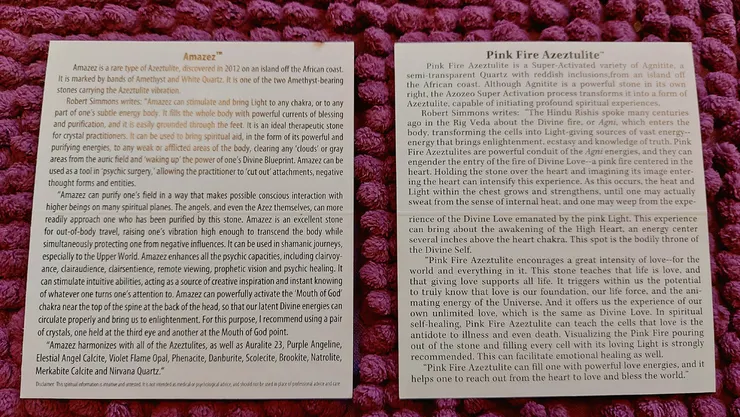 Amazez™
Amazez is a rare type of Azeztulite, discovered in 2012 on an island off the African coast.
It is marked by bands of Amethyst and White Quartz. It is one of the two Amethyst-bearing
stones carrying the Azeztulite vibration.
Robert Simmons writes: "Amazez can stimulate and bring Light to any chakra, or to any
part of one's subtle energy body. It fills the whole body with powerful currents of blessing
and purification, and it is easily grounded through the feet. It is an ideal therapeutic stone
for crystal practitioners. It can be used to bring spiritual aid, in the form of its powerful and
purifying energies, to any weak or afflicted areas of the body, clearing any 'clouds' or gray
areas from the auric field and 'waking up' the power of one's Divine Blueprint. Amazez can be
used as a tool in 'psychic surgery,' allowing the practitioner to 'cut out' attachments, negative
thought forms and entities.
"Amazez can purify one's field in a way that makes possible conscious interaction with
higher beings on many spiritual planes. The angels, and even the Azez themselves, can more
readily approach one who has been purified by this stone. Amazez is an excellent stone
for out-of-body travel, raising one's vibration high enough to transcend the body while
simultaneously protecting one from negative influences. It can be used in shamanic journeys,
especially to the Upper World. Amazez enhances all the psychic capacities, including clairvoy-
ance, clairaudience, clairsentience, remote viewing, prophetic vision and psychic healing. It
can stimulate intuitive abilities, acting as a source of creative inspiration and instant knowing
of whatever one turns one's attention to. Amazez can powerfully activate the 'Mouth of God'
chakra near the top of the spine at the back of the head, so that our latent Divine energies can
circulate properly and bring us to enlightenment. For this purpose, I recommend using a pair
of crystals, one held at the third eye and another at the Mouth of God point.
"Amazez harmonizes with all of the Azeztulites, as well as Auralite 23, Purple Angeline,
Elestial Angel Calcite, Violet Flame Opal, Phenacite, Danburite, Scolecite, Brookite, Natrolite,
Merkabite Calcite and Nirvana Quartz."
Disclaimer: This spiritual information is intuitive and asserted. It is not intended as medical or psychological advice, and should not be used in place of professional advice and care.
Pink Fire Azeztulite™
Pink Fire Azeztulite is a Super-Activated variety of Agnitite, a
semi-transparent Quartz with reddish inclusions,from an island off
the African coast. Although Agnitite is a powerful stone in its own
right, the Azozeo Super Activation process transforms it into a form of
Azeztulite, capable of initiating profound spiritual experiences.
Robert Simmons writes: "The Hindu Rishis spoke many centuries
ago in the Rig Veda about the Divine fire, or Agni, which enters the
body, transforming the cells into Light-giving sources of vast energy--
energy that brings enlightenment, ecstasy and knowledge of truth. Pink
Fire Azeztulites are powerful conduit of the Agni energies, and they can
engender the entry of the fire of Divine Love--a pink fire centered in the
heart. Holding the stone over the heart and imagining its image enter-
ing the heart can intensify this experience. As this occurs, the heat and
Light within the chest grows and strengthens, until one may actually
sweat from the sense of internal heat, and one may weep from the expe-
rience of the Divine Love emanated by the pink Light. This experience
can bring about the awakening of the High Heart, an energy center
several inches above the heart chakra. This spot is the bodily throne of
the Divine Self.
"Pink Fire Azeztulite encourages a great intensity of love--for the
world and everything in it. This stone teaches that life is love, and
that giving love supports all life. It triggers within us the potential
to truly know that love is our foundation, our life force, and the ani-
mating energy of the Universe. And it offers us the experience of our
own unlimited love, which is the same as Divine Love. In spiritual
self-healing, Pink Fire Azeztulite can teach the cells that love is the
antidote to illness and even death. Visualizing the Pink Fire pouring
out of the stone and filling every cell with its loving Light is strongly
recommended. This can facilitate emotional healing as well.
"Pink Fire Azeztulite can fill one with powerful love energies, and it
helps one to reach out from the heart to love and bless the world."